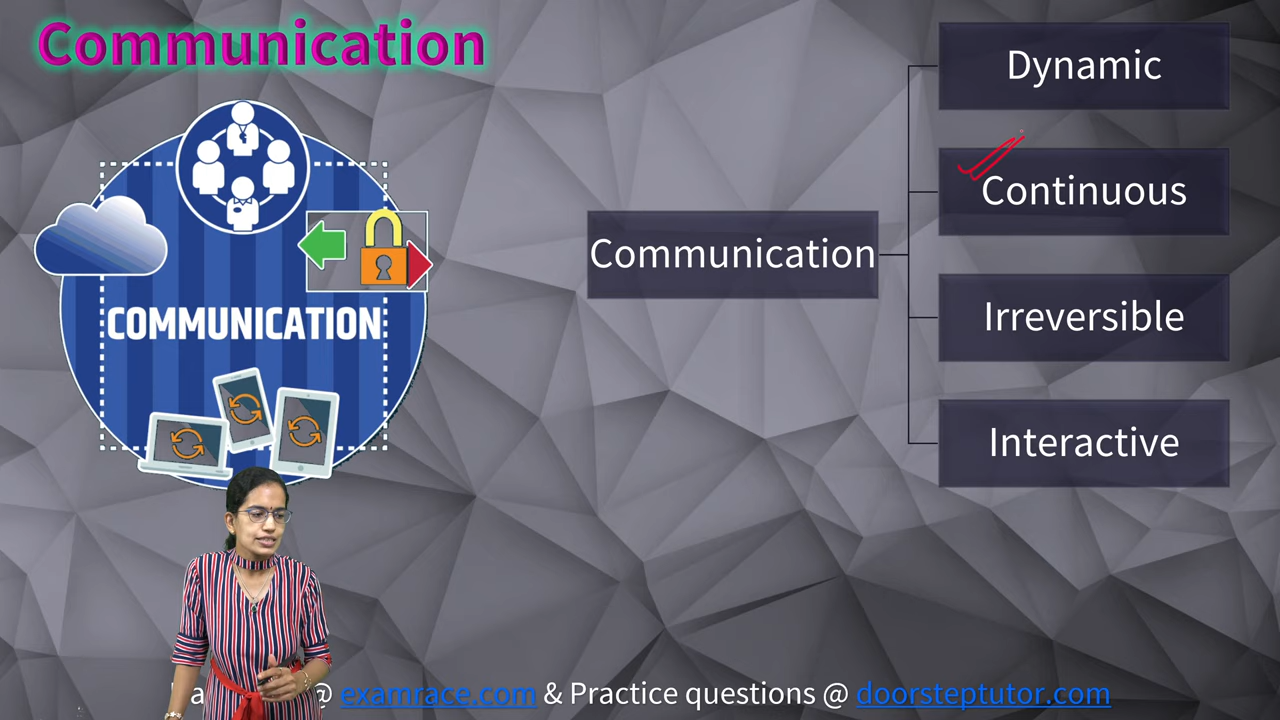 Communication
COMMUNICATION
Communication
Dynamic
Continuous
Irreversible
Interactive
@ examrace.com & Practice questions @ doorsteptutor.com